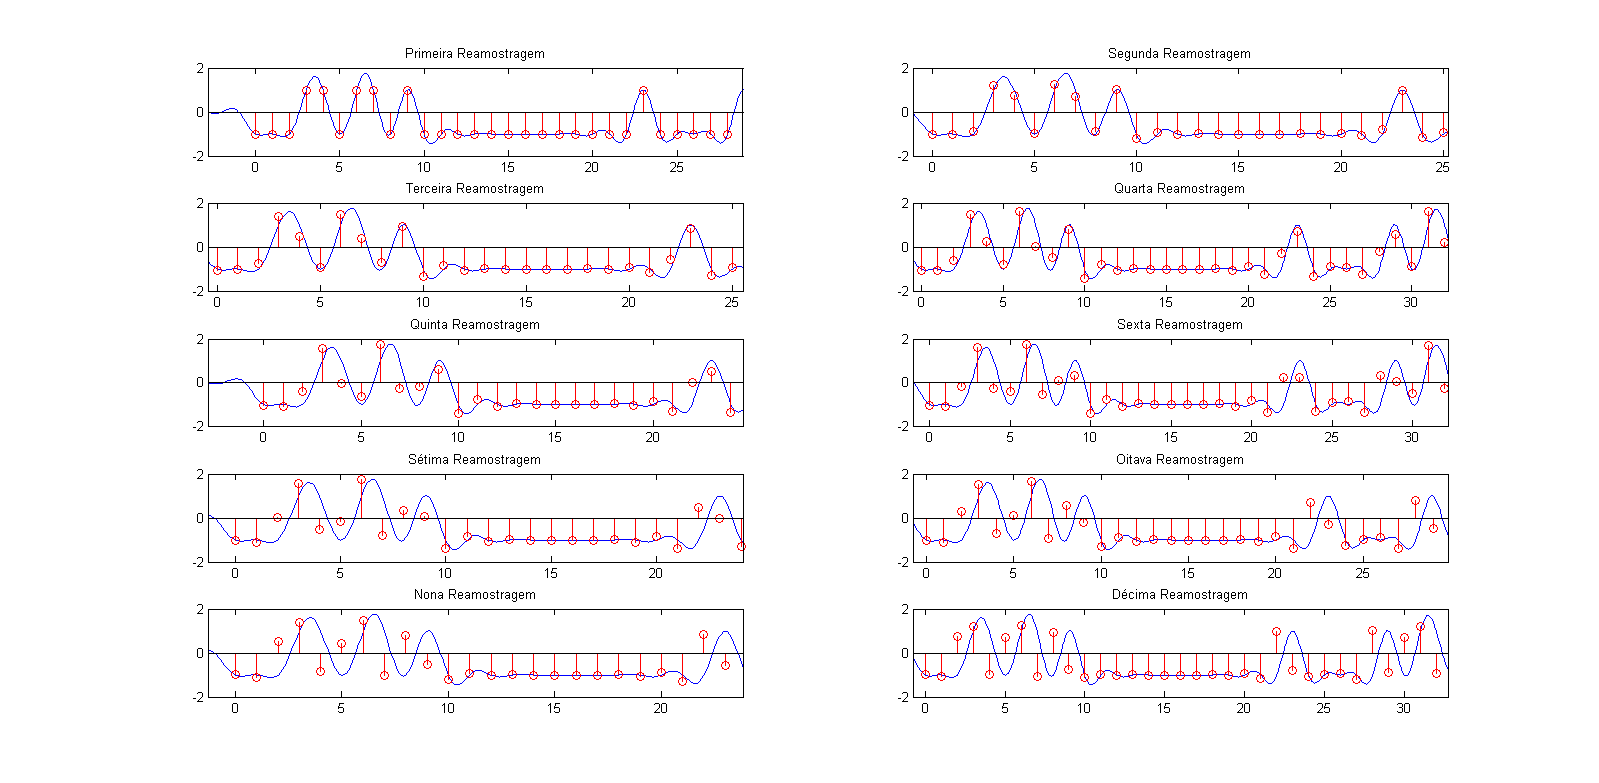 Primeira Reamostragem
2
0
-2
0 5 10 15 20 25
Segunda Reamostragem
2
0
-2
0 5 10 15 20 25
Terceira Reamostragem
2
0
-2
0 5 10 15 20 25
Quarta Reamostragem
2
0
-2
0 5 10 15 20 25 30
Quinta Reamostragem
2
0
-2
0 5 10 15 20
Sexta Reamostragem
2
0
-2
0 5 10 15 20 25 30
Sétima Reamostragem
2
0
-2
0 5 10 15 20
Oitava Reamostragem
2
0
-2
0 5 10 15 20 25
Nona Reamostragem
2
0
-2
0 5 10 15 20
Décima Reamostragem
2
0
-2
0 5 10 15 20 25 30